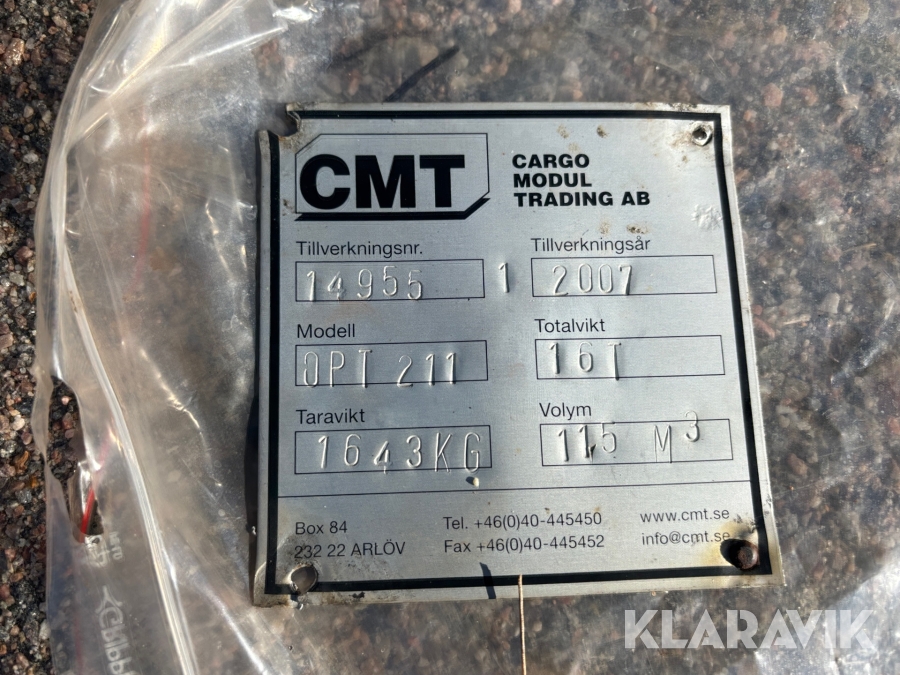 CMT
CARGO
MODUL
TRADING AB
Tillverkningsnr. Tillverkningsår
14955 1 2007
Modell Totalvikt
OPT 211 16T
Taravikt Volym
1643KG 11,5 M³
Box 84 Tel. +46(0)40-445450 www.cmt.se
232 22 ARLÖV Fax +46(0)40-445452 info@cmt.se
KLARAVIK